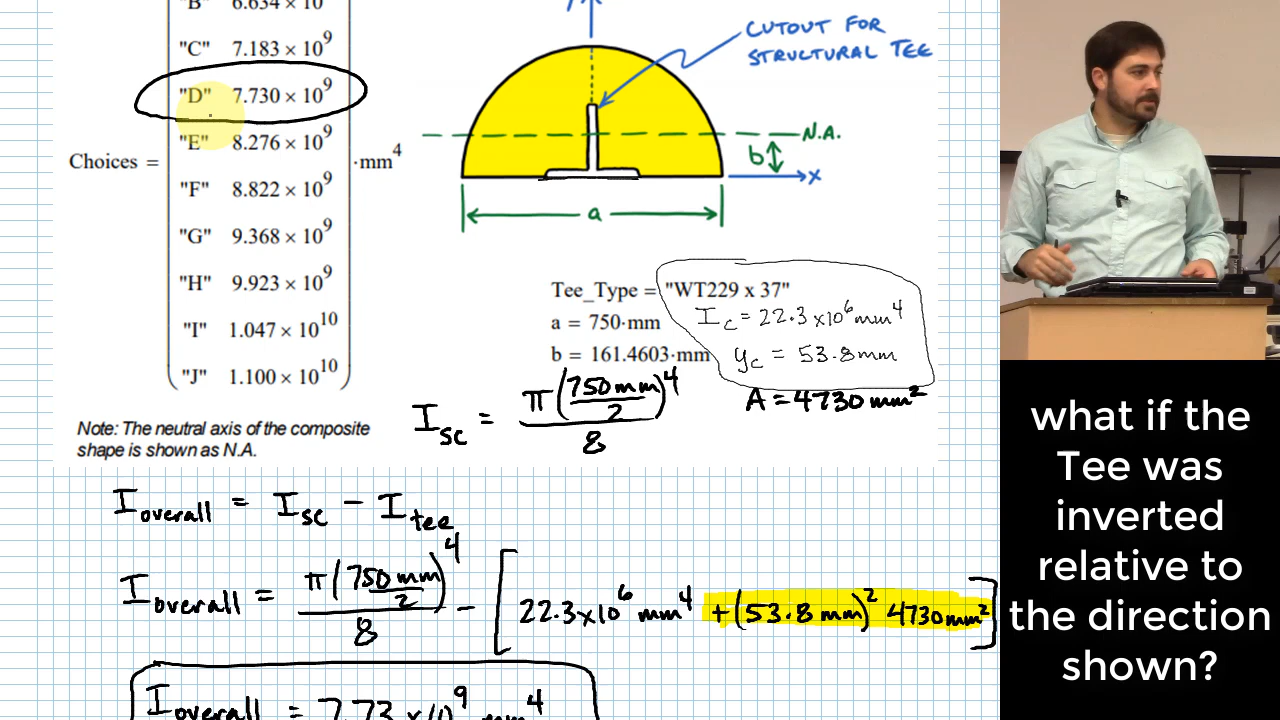 "B" 6.634 × 10⁹
"C" 7.183 × 10⁹
"D" 7.730 × 10⁹
"E" 8.276 × 10⁹
Choices = ·mm⁴
"F" 8.822 × 10⁹
"G" 9.368 × 10⁹
"H" 9.923 × 10⁹
"I" 1.047 × 10¹⁰
"J" 1.100 × 10¹⁰
Note: The neutral axis of the composite
shape is shown as N.A.
CUTOUT FOR
STRUCTURAL TEE
N.A.
b
x
a
Tee_Type = "WT229 x 37"
a = 750·mm
b = 161.4603·mm
I_c = 22.3x10⁶ mm⁴
y_c = 53.8mm
A = 4730 mm²
I_sc = π(750mm/2)⁴/8
I_overall = I_sc - I_tee
I_overall = π(750mm/2)⁴/8 - [22.3x10⁶ mm⁴ + (53.8 mm)² 4730mm²]
I_overall = 7.73 x10⁹ mm⁴
what if the
Tee was
inverted
relative to
the direction
shown?